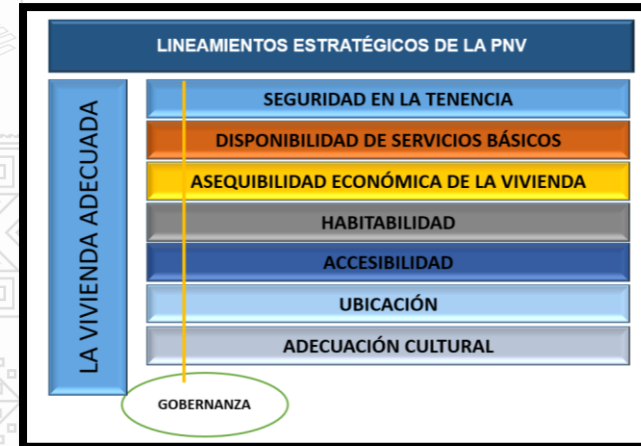 LINEAMIENTOS ESTRATÉGICOS DE LA PNV
LA VIVIENDA ADECUADA
SEGURIDAD EN LA TENENCIA
DISPONIBILIDAD DE SERVICIOS BÁSICOS
ASEQUIBILIDAD ECONÓMICA DE LA VIVIENDA
HABITABILIDAD
ACCESIBILIDAD
UBICACIÓN
ADECUACIÓN CULTURAL
GOBERNANZA